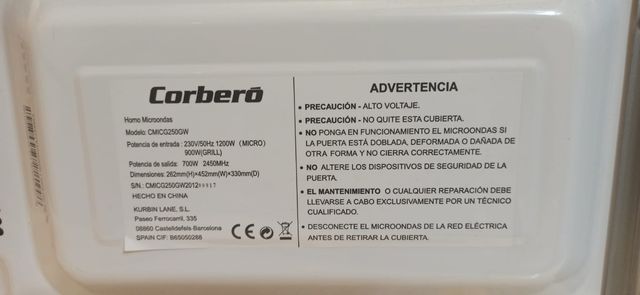 Corberó
Horno Microondas
Modelo: CMICG250GW
Potencia de entrada : 230V/50Hz 1200W (MICRO)
900W(GRILL)
Potencia de salida: 700W 2450MHz
Dimensiones: 262mm(H)×452mm(W)×330mm(D)
S/N.: CMICG250GW2012
HECHO EN CHINA
KURBIN LANE, S.L.
Paseo Ferrocarril, 335
08860 Castelldefels-Barcelona
SPAIN CIF: B65050286
CE
ADVERTENCIA
• PRECAUCIÓN - ALTO VOLTAJE.
• PRECAUCIÓN - NO QUITE ESTA CUBIERTA.
• NO PONGA EN FUNCIONAMIENTO EL MICROONDAS SI
LA PUERTA ESTÁ DOBLADA, DEFORMADA O DAÑADA DE
OTRA FORMA Y NO CIERRA CORRECTAMENTE.
• NO ALTERE LOS DISPOSITIVOS DE SEGURIDAD DE LA
PUERTA.
• EL MANTENIMIENTO O CUALQUIER REPARACIÓN DEBE
LLEVARSE A CABO EXCLUSIVAMENTE POR UN TÉCNICO
CUALIFICADO.
• DESCONECTE EL MICROONDAS DE LA RED ELÉCTRICA
ANTES DE RETIRAR LA CUBIERTA.